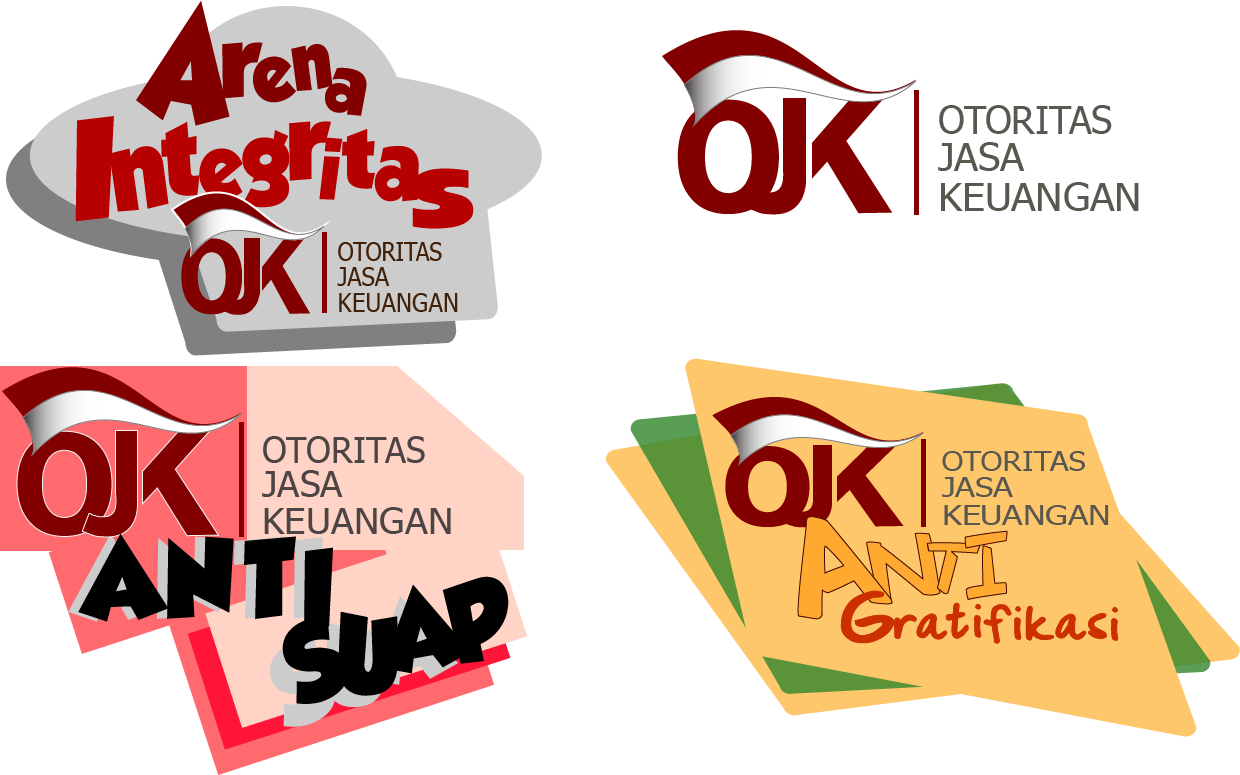 Arena
Integritas
OJK
OTORITAS
JASA
KEUANGAN
OJK
OTORITAS
JASA
KEUANGAN
OJK
OTORITAS
JASA
KEUANGAN
ANTI
SUAP
OJK
OTORITAS
JASA
KEUANGAN
ANTI
Gratifikasi